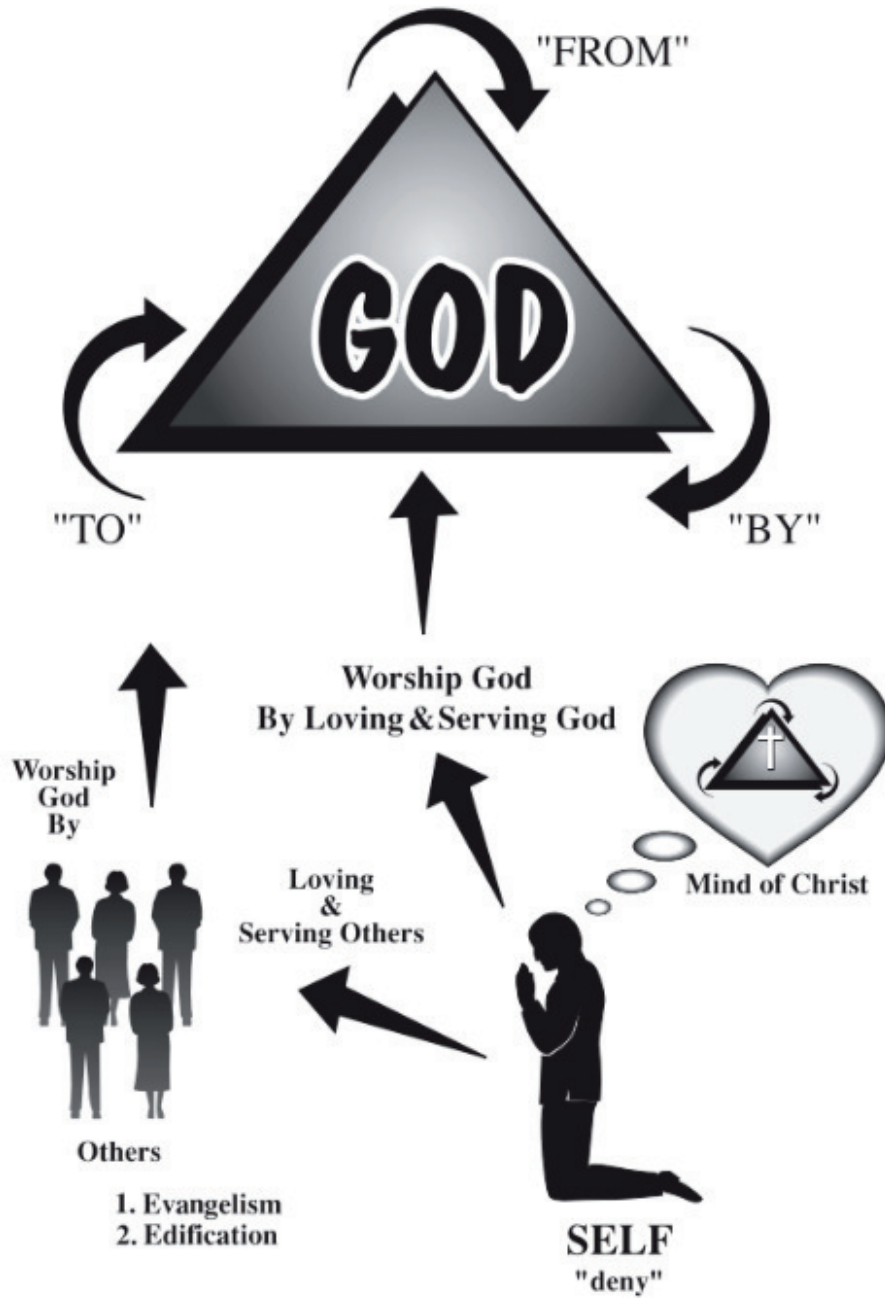 "FROM"
GOD
"TO"
"BY"
Worship God
By Loving & Serving God
Worship
God
By
Loving
&
Serving Others
Mind of Christ
Others
1. Evangelism
2. Edification
SELF
"deny"